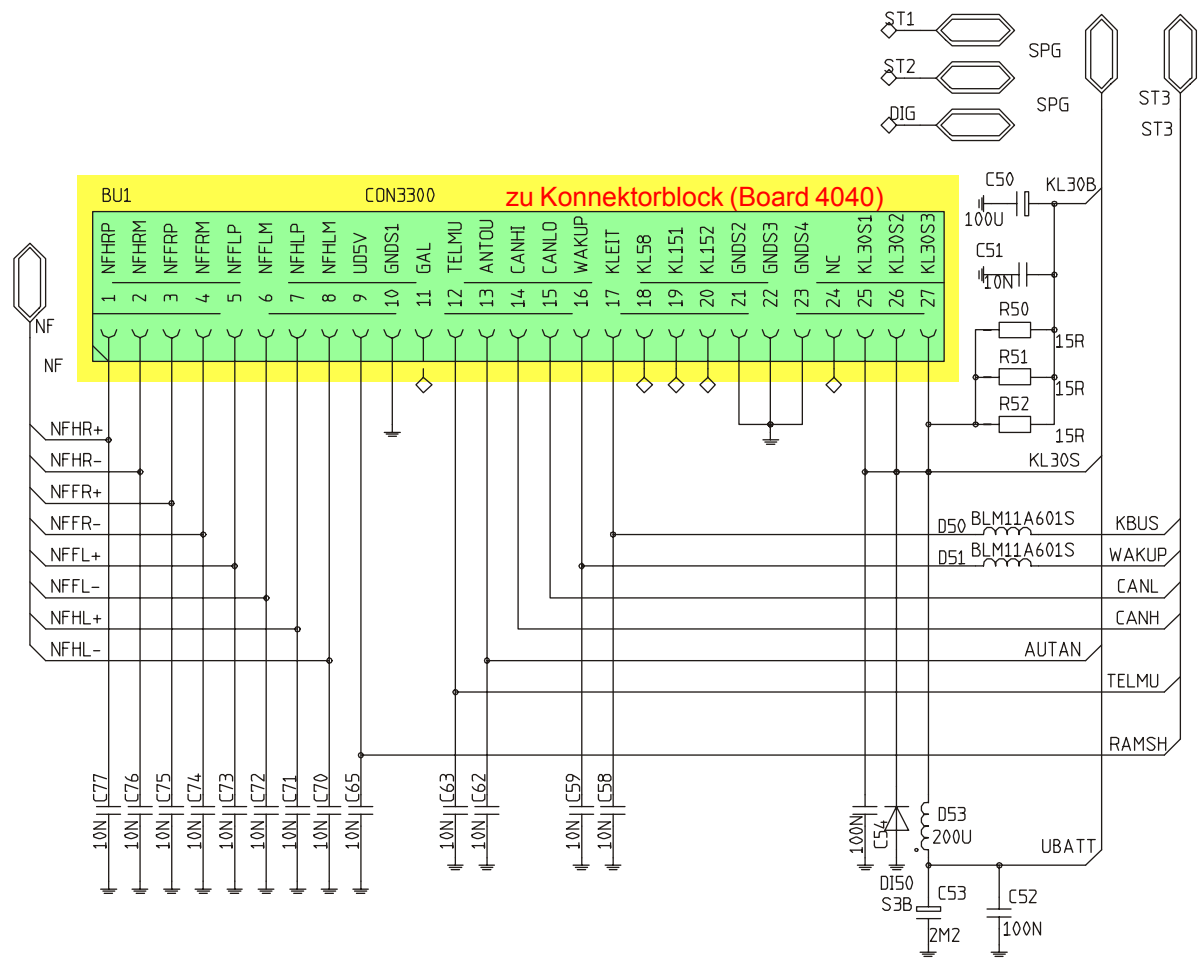 ST1
SPG
ST2
SPG
ST3
DIG
ST3
BU1 CON3300 zu Konnektorblock (Board 4040)
C50 KL30B
100U
C51
10N
NFHRP NFHRM NFFRP NFFRM NFFLP NFFLM NFHLP NFHLM UD5V GNDS1 GAL TELMU ANTOU CANHI CANLO WAKUP KLEIT KL58 KL151 KL152 GNDS2 GNDS3 GNDS4 NC KL30S1 KL30S2 KL30S3
1 2 3 4 5 6 7 8 9 10 11 12 13 14 15 16 17 18 19 20 21 22 23 24 25 26 27
R50
15R
R51
15R
R52
15R
NF
NF
NFHR+
NFHR-
KL30S
NFFR+
NFFR-
D50 BLM11A601S KBUS
NFFL+
D51 BLM11A601S WAKUP
NFFL-
CANL
NFHL+
CANH
NFHL-
AUTAN
TELMU
RAMSH
C77 C76 C75 C74 C73 C72 C71 C70 C65 C63 C62 C59 C58
10N 10N 10N 10N 10N 10N 10N 10N 10N 10N 10N 10N 10N
100N C54
D53
200U
UBATT
DI50
S3B
C53
2M2
C52
100N